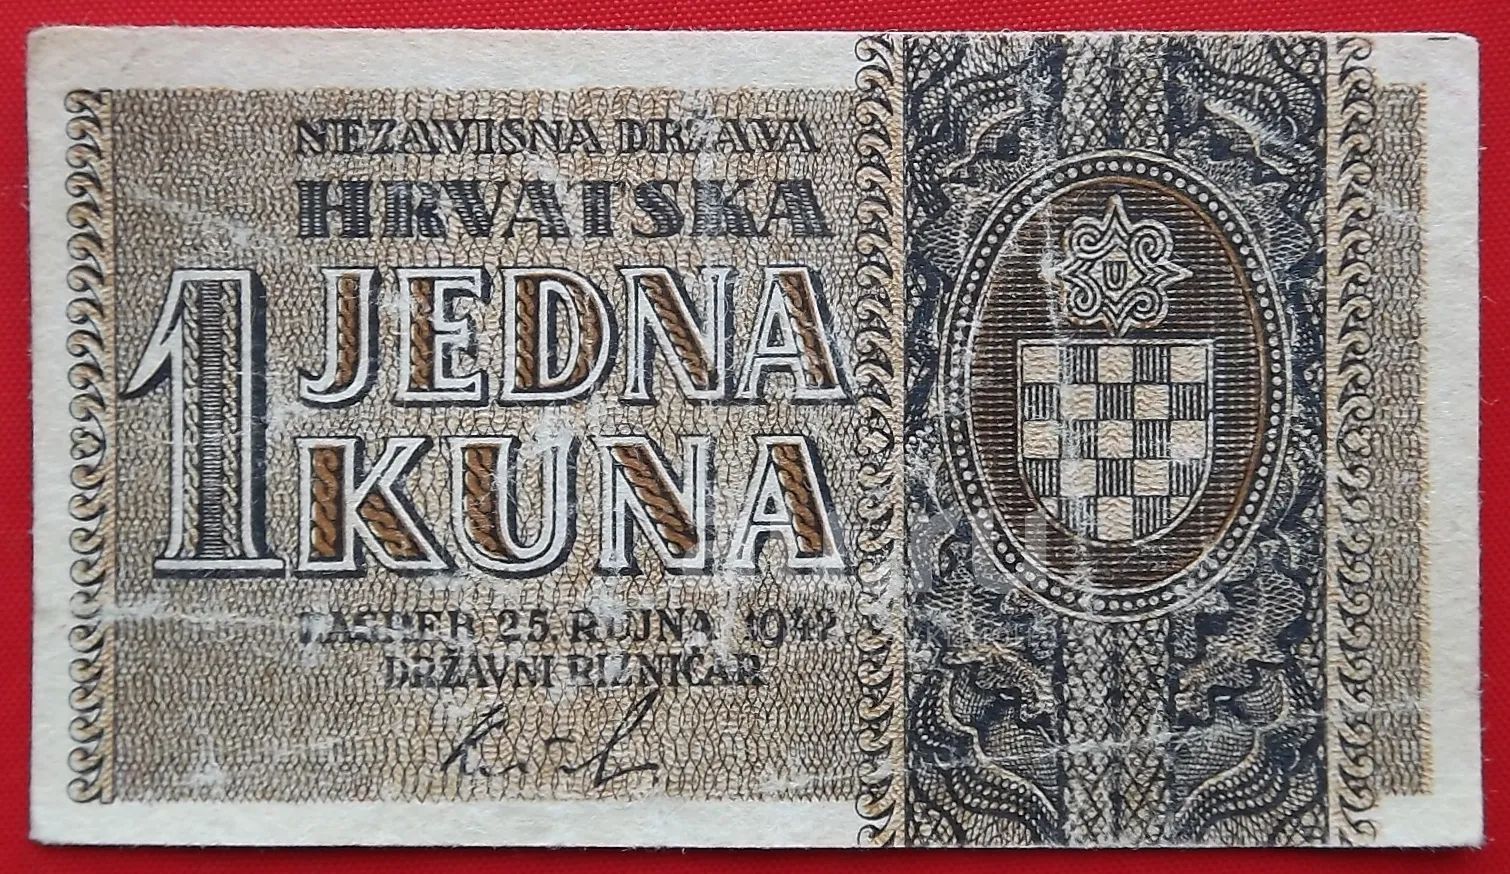 NEZAVISNA DRŽAVA
HRVATSKA
1 JEDNA
KUNA
ZAGREB 25. RUJNA 1942
DRŽAVNI RIZNIČAR
U